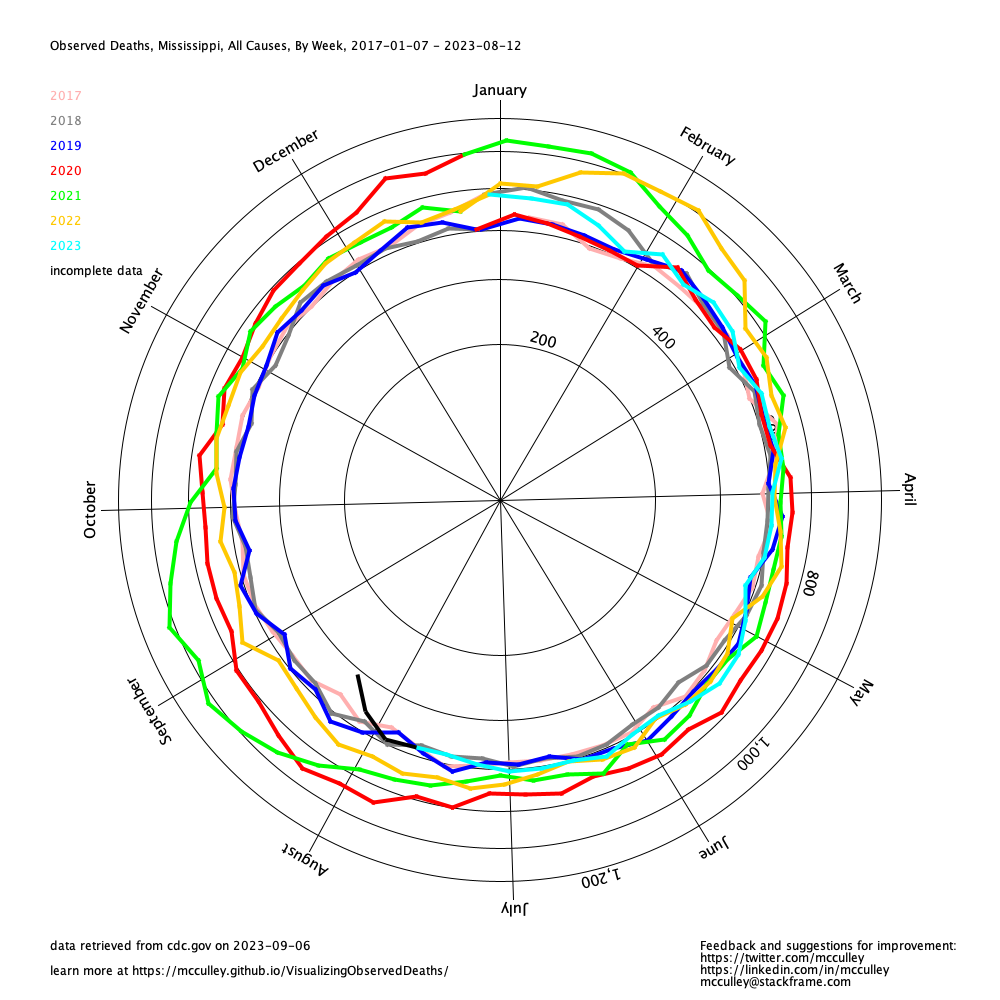 Observed Deaths, Mississippi, All Causes, By Week, 2017-01-07 - 2023-08-12
January
2017
2018
2019
2020
2021
2022
2023
incomplete data
December
February
November
March
200
400
October
April
800
September
May
1,000
August
June
1,200
July
data retrieved from cdc.gov on 2023-09-06
learn more at https://mcculley.github.io/VisualizingObservedDeaths/
Feedback and suggestions for improvement:
https://twitter.com/mcculley
https://linkedin.com/in/mcculley
mcculley@stackframe.com